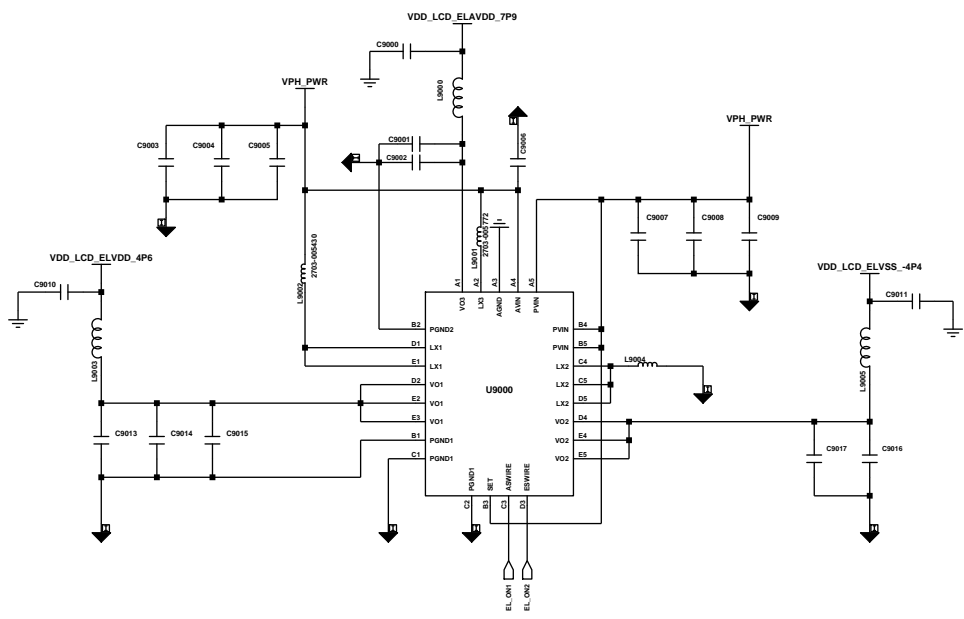 VDD_LCD_ELAVDD_7P9
C9000
L9000
VPH_PWR
C9003
C9004
C9005
C9001
C9002
C9006
VPH_PWR
C9007
C9008
C9009
L9002
2703-005430
L9001
2703-005772
VDD_LCD_ELVDD_4P6
C9010
L9003
VDD_LCD_ELVSS_-4P4
C9011
L9005
A1
A2
A3
A4
A5
VO3
LX3
AGND
AVIN
PVIN
B2 PGND2
D1 LX1
E1 LX1
D2 VO1
E2 VO1
E3 VO1
B1 PGND1
C1 PGND1
U9000
PVIN B4
PVIN B5
LX2 C4
LX2 C5
LX2 D5
VO2 D4
VO2 E4
VO2 E5
L9004
C9013
C9014
C9015
C9017
C9016
PGND1
SET
ASWIRE
ESWIRE
C2
B3
C3
D3
EL_ON1
EL_ON2